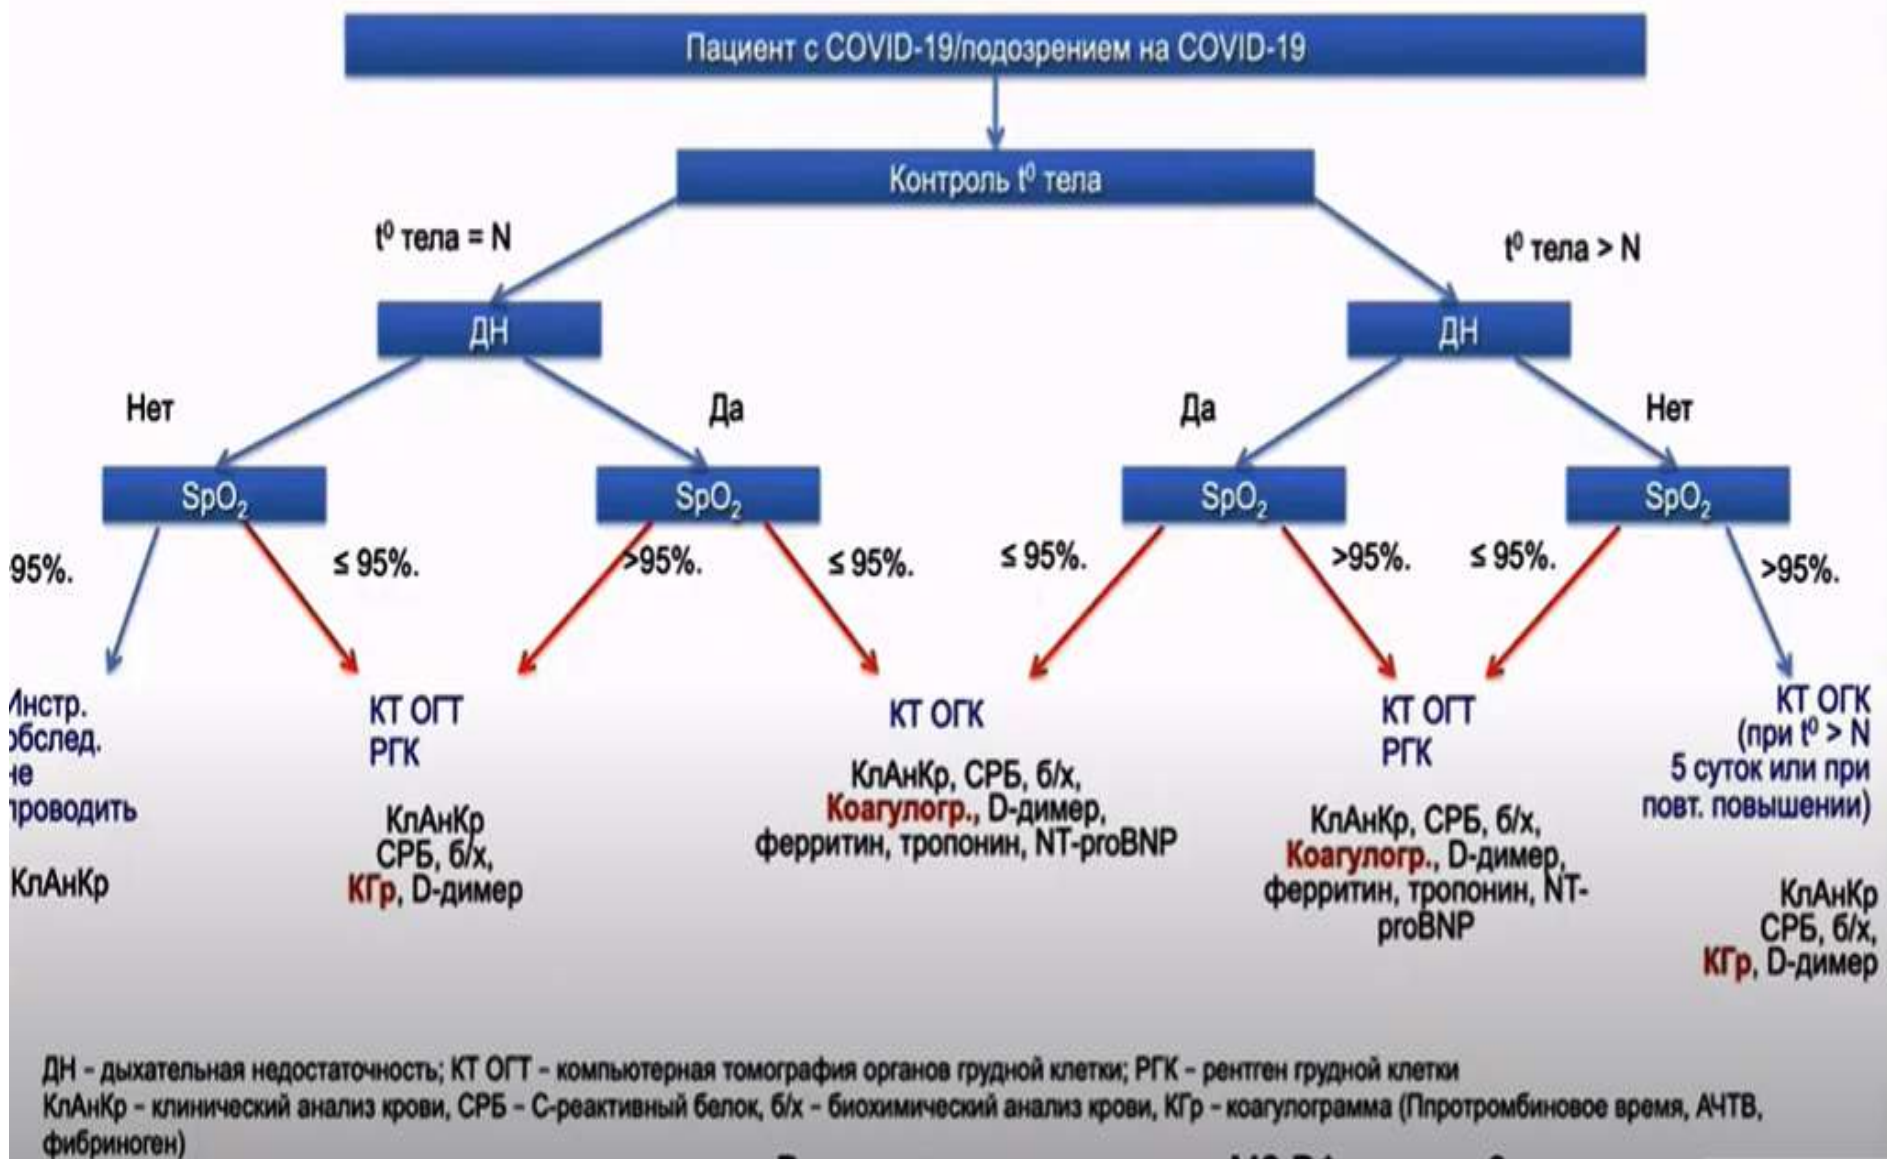 Пациент с COVID-19/подозрением на COVID-19
Контроль t⁰ тела
t⁰ тела = N
t⁰ тела > N
ДН
ДН
Нет
Да
Да
Нет
SpO₂
SpO₂
SpO₂
SpO₂
95%.
≤ 95%.
>95%.
≤ 95%.
≤ 95%.
>95%.
≤ 95%.
>95%.
Инстр.
обслед.
не
проводить
КлАнКр
КТ ОГТ
РГК
КлАнКр
СРБ, б/х,
КГр, D-димер
КТ ОГК
КлАнКр, СРБ, б/х,
Коагулогр., D-димер,
ферритин, тропонин, NT-proBNP
КТ ОГТ
РГК
КлАнКр, СРБ, б/х,
Коагулогр., D-димер,
ферритин, тропонин, NT-
proBNP
КТ ОГК
(при t⁰ > N
5 суток или при
повт. повышении)
КлАнКр
СРБ, б/х,
КГр, D-димер
ДН – дыхательная недостаточность; КТ ОГТ – компьютерная томография органов грудной клетки; РГК – рентген грудной клетки
КлАнКр – клинический анализ крови, СРБ – С-реактивный белок, б/х – биохимический анализ крови, КГр – коагулограмма (Ппротромбиновое время, АЧТВ,
фибриноген)